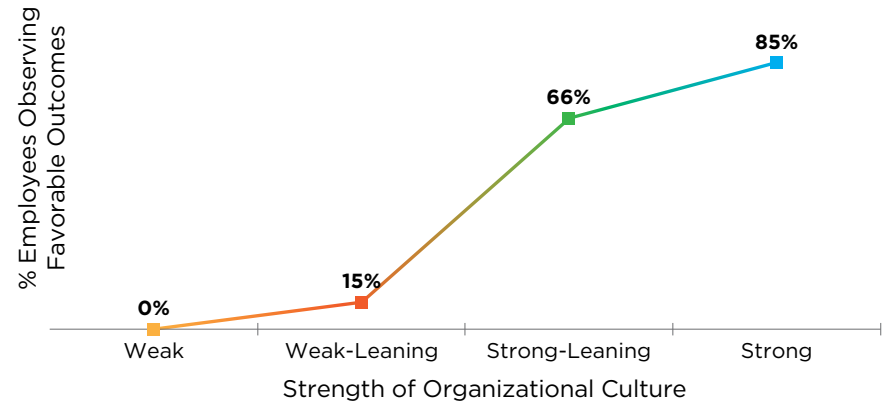 % Employees Observing
Favorable Outcomes
85%
66%
15%
0%
Weak
Weak-Leaning
Strong-Leaning
Strong
Strength of Organizational Culture